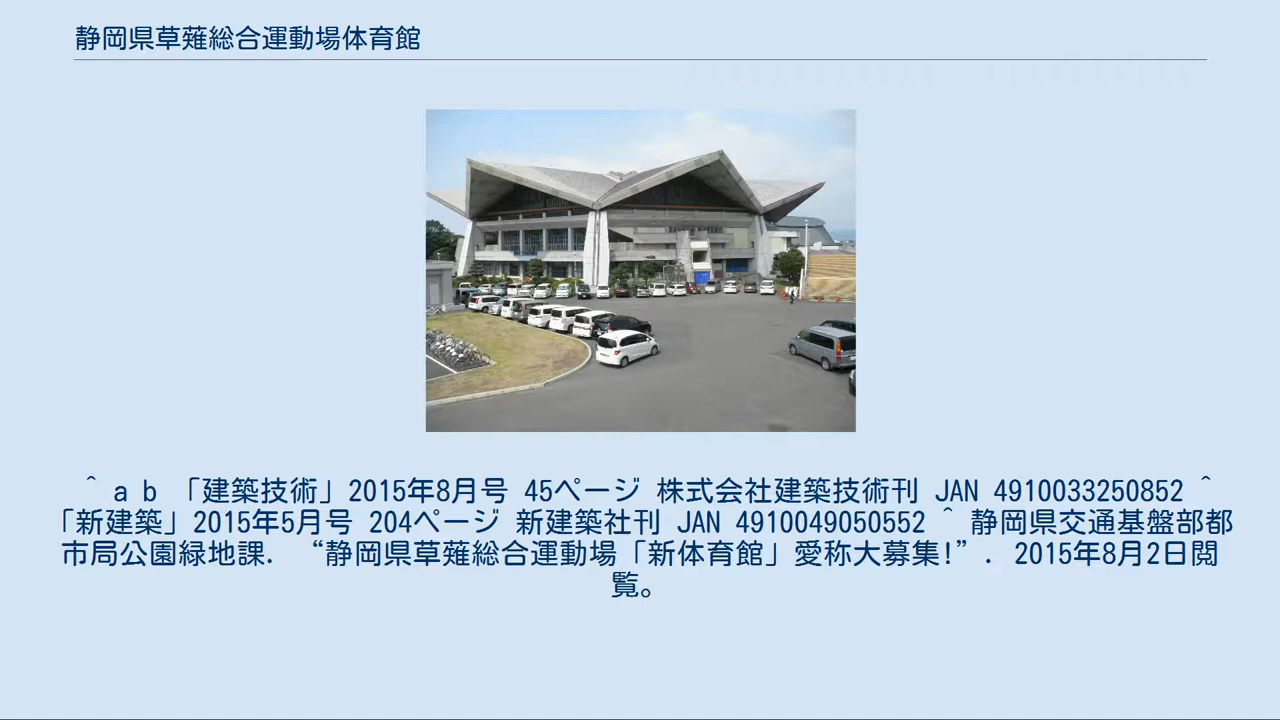 静岡県草薙総合運動場体育館
^ a b 「建築技術」2015年8月号 45ページ 株式会社建築技術刊 JAN 4910033250852 ^
「新建築」2015年5月号 204ページ 新建築社刊 JAN 4910049050552 ^ 静岡県交通基盤部都
市局公園緑地課. “静岡県草薙総合運動場「新体育館」愛称大募集!”. 2015年8月2日閲
覧。